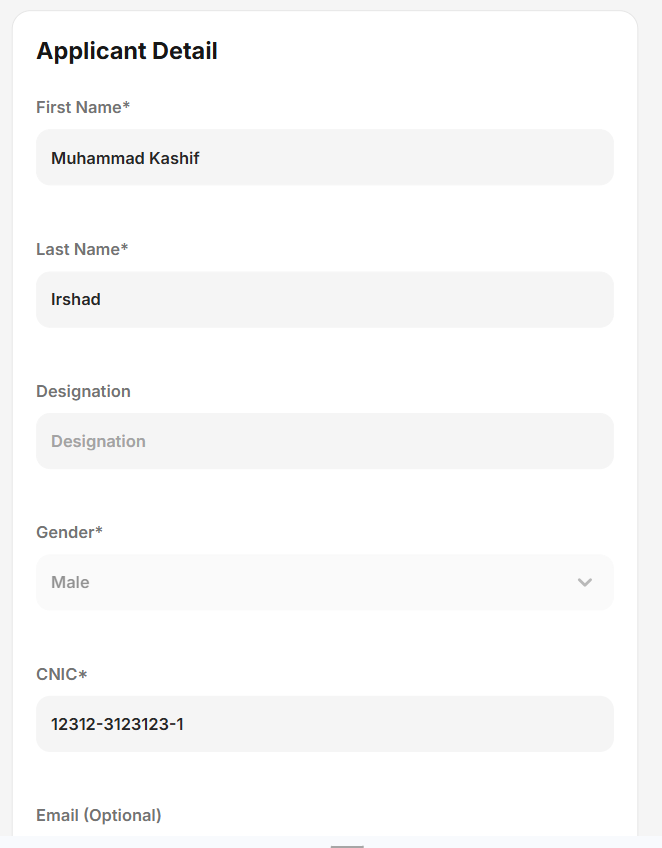 Applicant Detail
First Name*
Muhammad Kashif
Last Name*
Irshad
Designation
Designation
Gender*
Male
CNIC*
12312-3123123-1
Email (Optional)